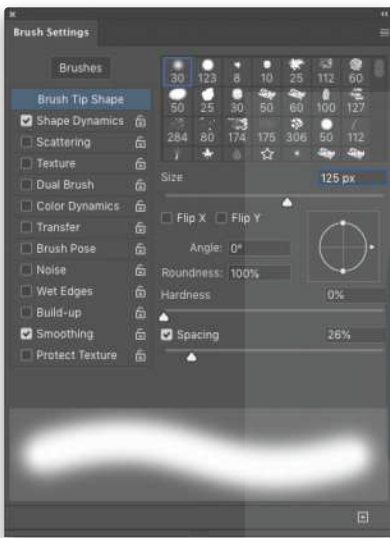 Brush Settings
Brushes
Brush Tip Shape
Shape Dynamics
Scattering
Texture
Dual Brush
Color Dynamics
Transfer
Brush Pose
Noise
Wet Edges
Build-up
Smoothing
Protect Texture
30 123 8 10 25 112 60
50 25 30 50 60 100 127
284 80 174 175 306 50 112
Size 125 px
Flip X Flip Y
Angle: 0°
Roundness: 100%
Hardness 0%
Spacing 26%